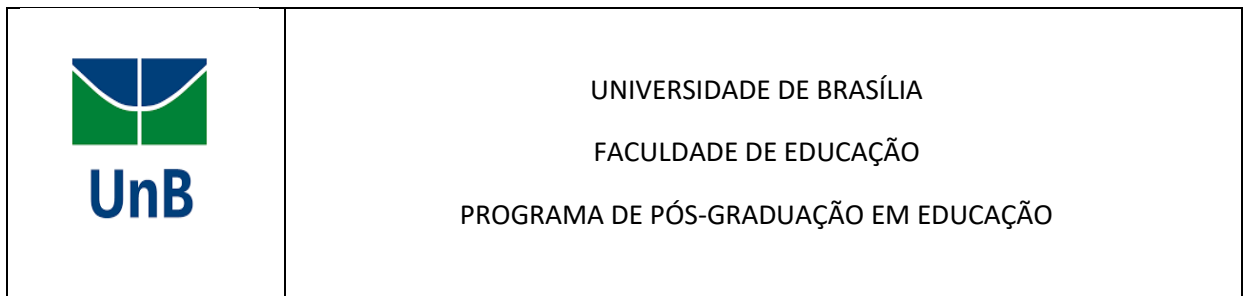 UnB
UNIVERSIDADE DE BRASÍLIA
FACULDADE DE EDUCAÇÃO
PROGRAMA DE PÓS-GRADUAÇÃO EM EDUCAÇÃO